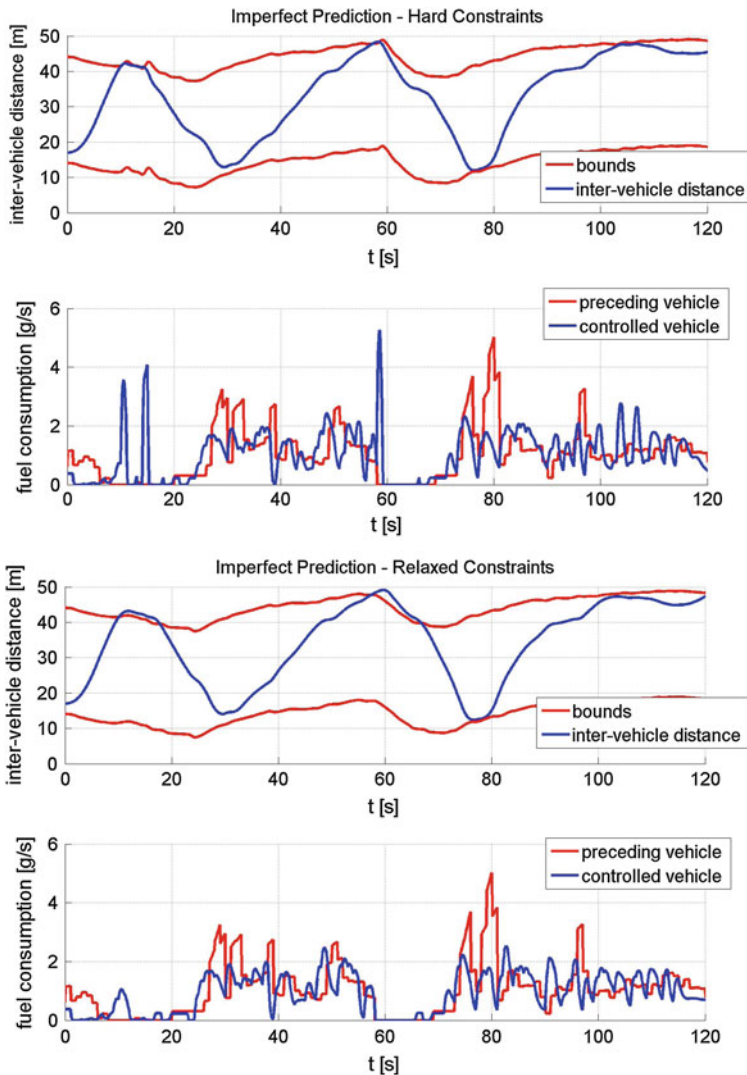 Imperfect Prediction - Hard Constraints
inter-vehicle distance [m]
50
40
30
20
10
0
bounds
inter-vehicle distance
0 20 40 60 80 100 120
t [s]
fuel consumption [g/s]
6
4
2
0
preceding vehicle
controlled vehicle
0 20 40 60 80 100 120
t [s]
Imperfect Prediction - Relaxed Constraints
inter-vehicle distance [m]
50
40
30
20
10
0
bounds
inter-vehicle distance
0 20 40 60 80 100 120
t [s]
fuel consumption [g/s]
6
4
2
0
preceding vehicle
controlled vehicle
0 20 40 60 80 100 120
t [s]